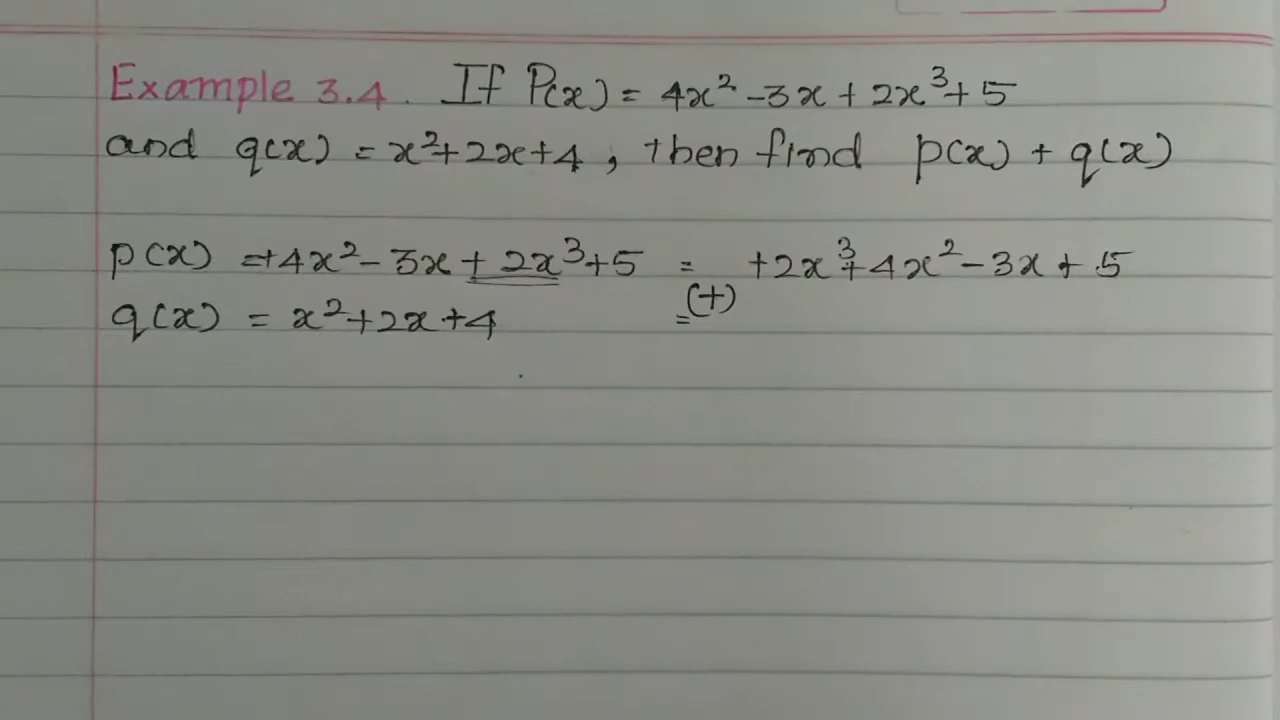 Example 3.4. If P(x) = 4x² - 3x + 2x³ + 5
and q(x) = x² + 2x + 4, then find p(x) + q(x)
p(x) = +4x² - 3x + 2x³ + 5 = +2x³ + 4x² - 3x + 5
(+)
q(x) = x² + 2x + 4 =